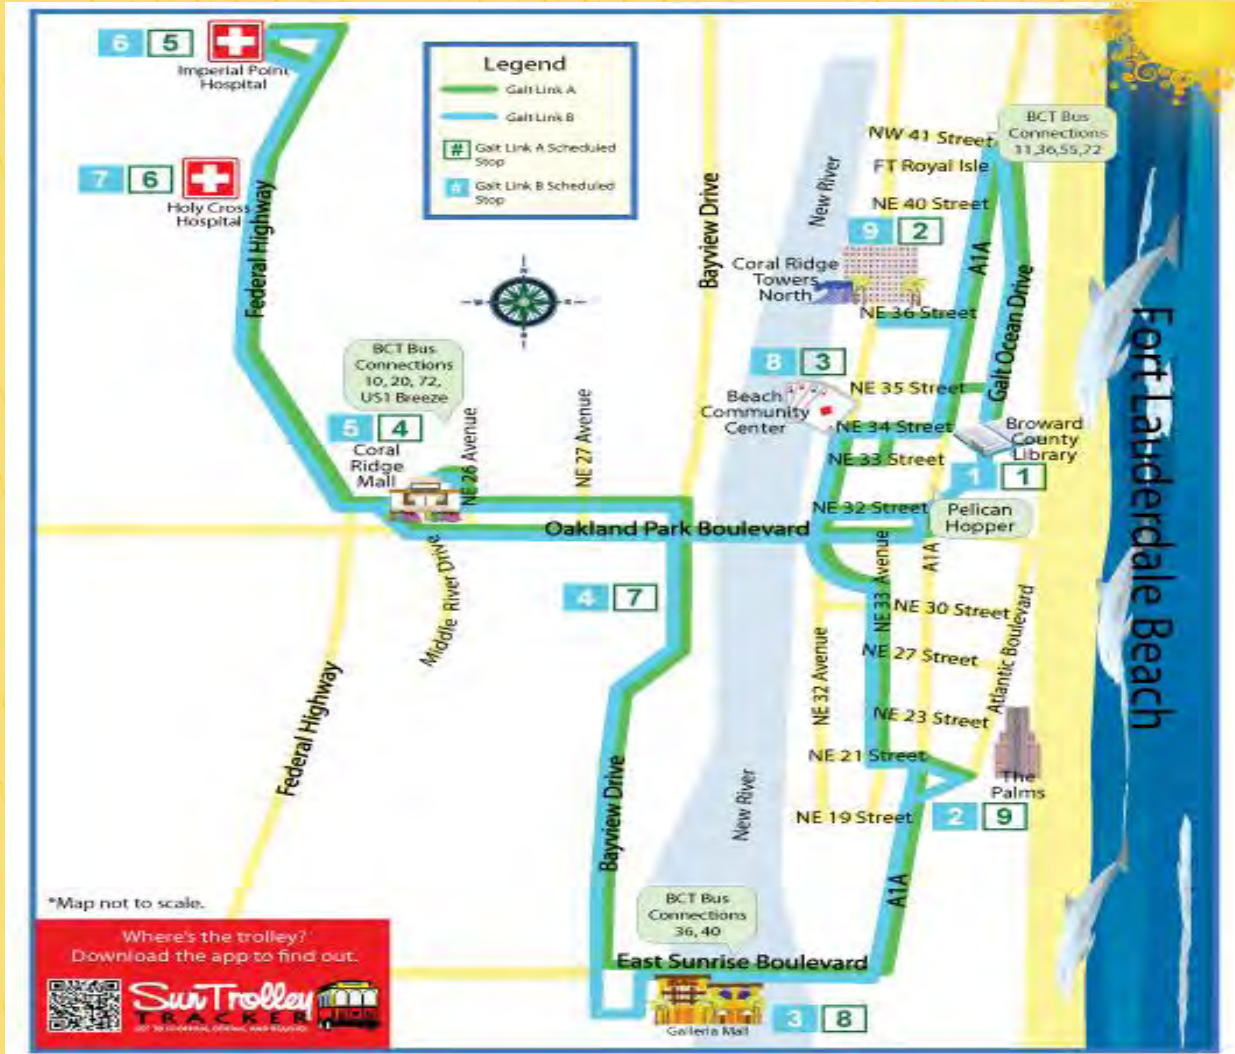 6 5
Imperial Point
Hospital
7 6
Holy Cross
Hospital
Federal Highway
Legend
Galt Link A
Galt Link B
# Galt Link A Scheduled
Stop
# Galt Link B Scheduled
Stop
Bayview Drive
New River
NW 41 Street
FT Royal Isle
NE 40 Street
BCT Bus
Connections
11,36,55,72
9 2
Coral Ridge
Towers
North
A1A
Galt Ocean Drive
NE 36 Street
BCT Bus
Connections
10, 20, 72,
US1 Breeze
8 3
Beach
Community
Center
NE 35 Street
NE 34 Street
NE 33 Street
Broward
County
Library
1 1
5 4
Coral
Ridge
Mall
NE 26 Avenue
NE 27 Avenue
NE 32 Street
Pelican
Hopper
Oakland Park Boulevard
Middle River Drive
4 7
NE 33 Avenue
A1A
NE 30 Street
NE 27 Street
NE 32 Avenue
Atlantic Boulevard
NE 23 Street
NE 21 Street
The
Palms
NE 19 Street
2 9
Federal Highway
Bayview Drive
New River
A1A
Fort Lauderdale Beach
BCT Bus
Connections
36, 40
East Sunrise Boulevard
Galleria Mall
3 8
*Map not to scale.
Where's the trolley?
Download the app to find out.
Sun Trolley
TRACKER